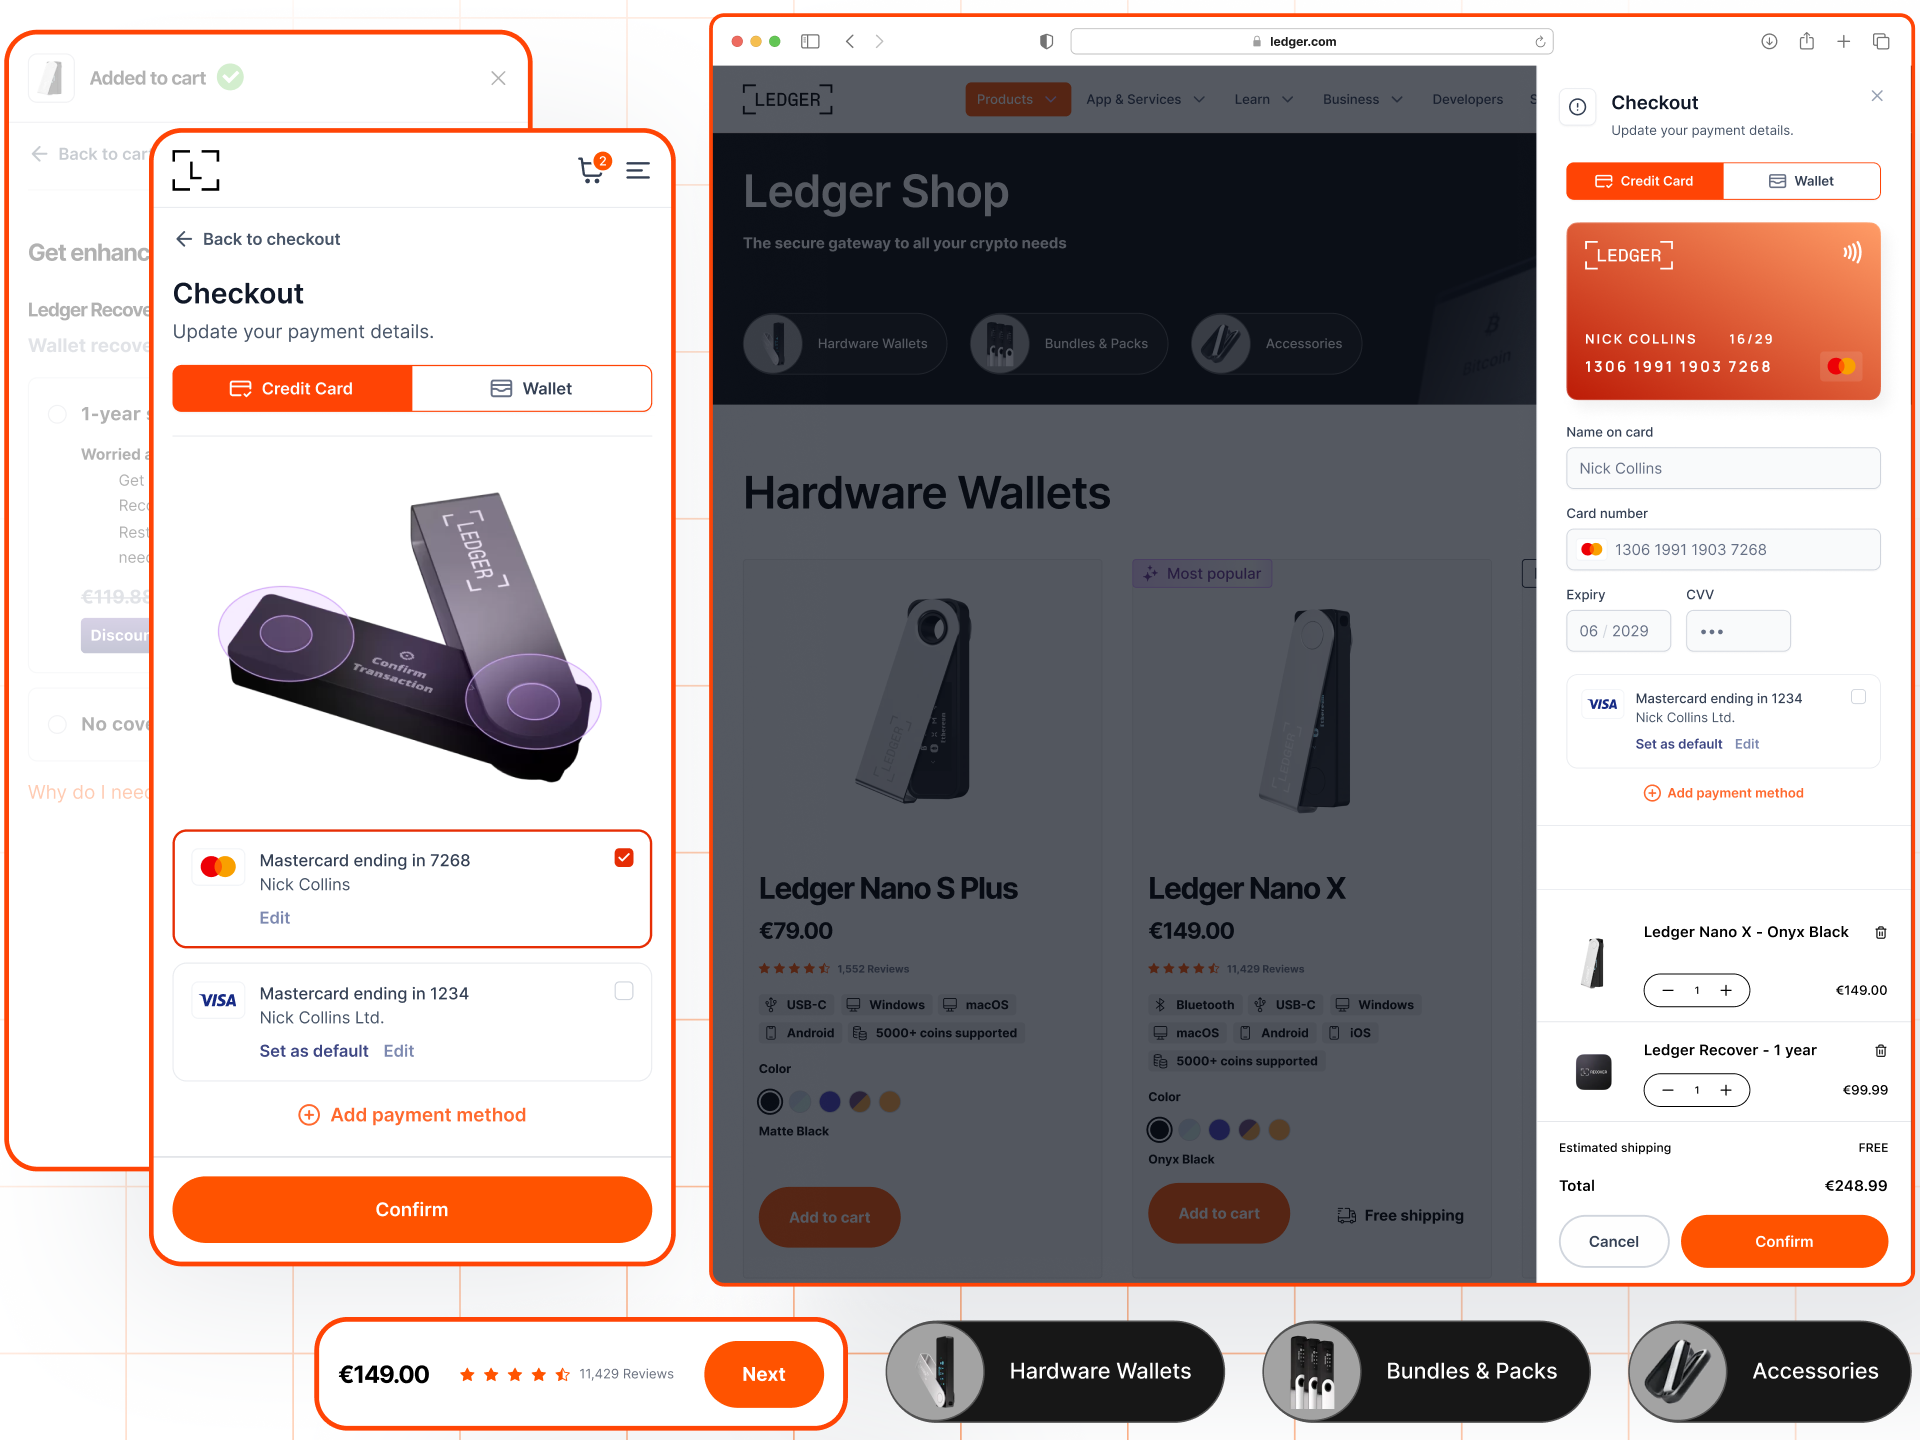 Added to cart
Back to car
Get enhanc
Ledger Recove
Wallet recove
1-year s
Worried a
Get
Reco
Rest
need
€119.88
Discoun
No cove
Why do I need
L
2
Back to checkout
Checkout
Update your payment details.
Credit Card
Wallet
LEDGER
Confirm
Transaction
Mastercard ending in 7268
Nick Collins
Edit
VISA
Mastercard ending in 1234
Nick Collins Ltd.
Set as default Edit
Add payment method
Confirm
ledger.com
LEDGER
Products
App & Services
Learn
Business
Developers
S
Ledger Shop
The secure gateway to all your crypto needs
Hardware Wallets
Bundles & Packs
Accessories
Bitcoin
Hardware Wallets
LEDGER
Ledger Nano S Plus
€79.00
1,552 Reviews
USB-C Windows macOS
Android 5000+ coins supported
Color
Matte Black
Add to cart
Most popular
LEDGER
Ethereum
Ledger Nano X
€149.00
11,429 Reviews
Bluetooth USB-C Windows
macOS Android iOS
5000+ coins supported
Color
Onyx Black
Add to cart
Free shipping
Checkout
Update your payment details.
Credit Card
Wallet
LEDGER
NICK COLLINS 16/29
1306 1991 1903 7268
Name on card
Nick Collins
Card number
1306 1991 1903 7268
Expiry
CVV
06 / 2029
•••
VISA
Mastercard ending in 1234
Nick Collins Ltd.
Set as default Edit
Add payment method
Ledger Nano X - Onyx Black
1
€149.00
Ledger Recover - 1 year
1
€99.99
Estimated shipping
FREE
Total
€248.99
Cancel
Confirm
€149.00
11,429 Reviews
Next
Hardware Wallets
Bundles & Packs
Accessories